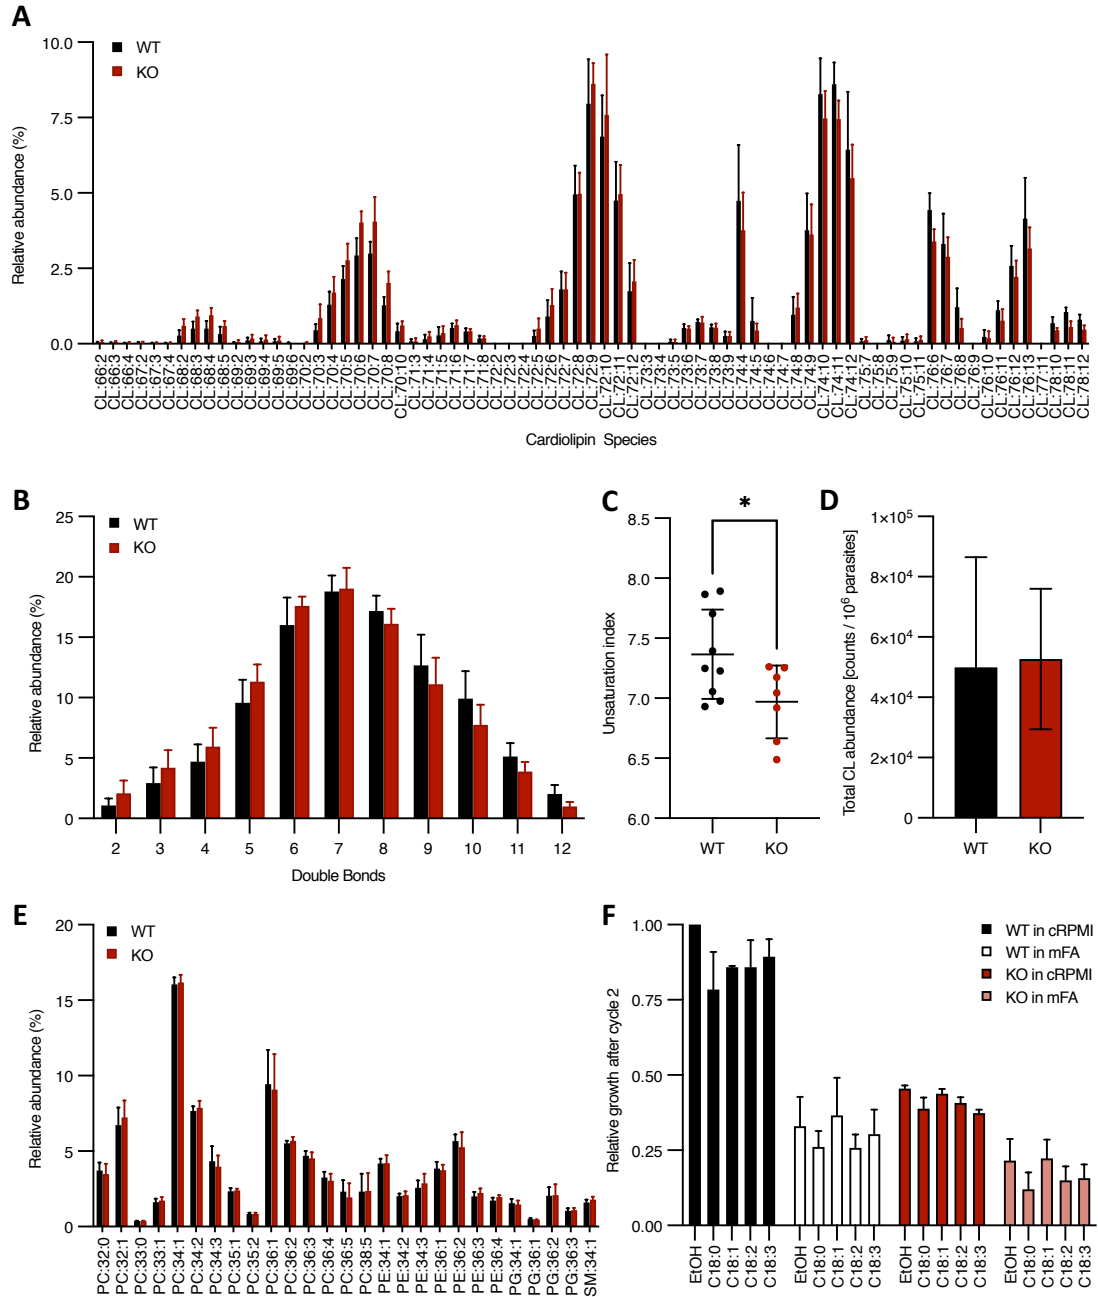 A
WT
KO
Relative abundance (%)
10.0
7.5
5.0
2.5
0.0
CL:66:2
CL:66:3
CL:66:4
CL:67:2
CL:67:3
CL:67:4
CL:68:2
CL:68:3
CL:68:4
CL:68:5
CL:69:2
CL:69:3
CL:69:4
CL:69:5
CL:69:6
CL:70:2
CL:70:3
CL:70:4
CL:70:5
CL:70:6
CL:70:7
CL:70:8
CL:70:10
CL:71:3
CL:71:4
CL:71:5
CL:71:6
CL:71:7
CL:71:8
CL:72:2
CL:72:3
CL:72:4
CL:72:5
CL:72:6
CL:72:7
CL:72:8
CL:72:9
CL:72:10
CL:72:11
CL:72:12
CL:73:3
CL:73:4
CL:73:5
CL:73:6
CL:73:7
CL:73:8
CL:73:9
CL:74:4
CL:74:5
CL:74:6
CL:74:7
CL:74:8
CL:74:9
CL:74:10
CL:74:11
CL:74:12
CL:75:7
CL:75:8
CL:75:9
CL:75:10
CL:75:11
CL:76:6
CL:76:7
CL:76:8
CL:76:9
CL:76:10
CL:76:11
CL:76:12
CL:76:13
CL:77:11
CL:78:10
CL:78:11
CL:78:12
Cardiolipin Species
B
WT
KO
Relative abundance (%)
25
20
15
10
5
0
2 3 4 5 6 7 8 9 10 11 12
Double Bonds
C
*
Unsaturation index
8.5
8.0
7.5
7.0
6.5
6.0
WT KO
D
Total CL abundance [counts / 10⁶ parasites]
1×10⁵
8×10⁴
6×10⁴
4×10⁴
2×10⁴
0
WT KO
E
WT
KO
Relative abundance (%)
20
15
10
5
0
PC:32:0
PC:32:1
PC:33:0
PC:33:1
PC:34:1
PC:34:2
PC:34:3
PC:35:1
PC:35:2
PC:36:1
PC:36:2
PC:36:3
PC:36:4
PC:36:5
PC:38:5
PE:34:1
PE:34:2
PE:34:3
PE:36:1
PE:36:2
PE:36:3
PE:36:4
PG:34:1
PG:36:1
PG:36:2
PG:36:3
SM:34:1
F
WT in cRPMI
WT in mFA
KO in cRPMI
KO in mFA
Relative growth after cycle 2
1.00
0.75
0.50
0.25
0.00
EtOH
C18:0
C18:1
C18:2
C18:3
EtOH
C18:0
C18:1
C18:2
C18:3
EtOH
C18:0
C18:1
C18:2
C18:3
EtOH
C18:0
C18:1
C18:2
C18:3